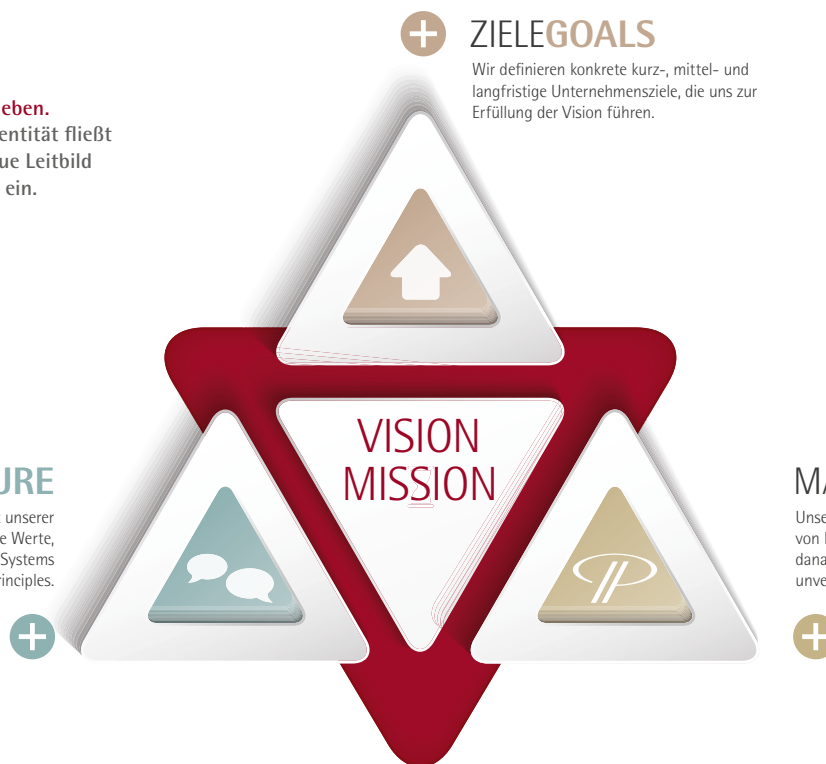 ZIELEGOALS
Wir definieren konkrete kurz-, mittel- und
langfristige Unternehmensziele, die uns zur
Erfüllung der Vision führen.
eben.
entität fließt
ue Leitbild
ein.
VISION
MISSION
URE
unserer
e Werte,
Systems
rinciples.
MA
Unse
von
dana
unve